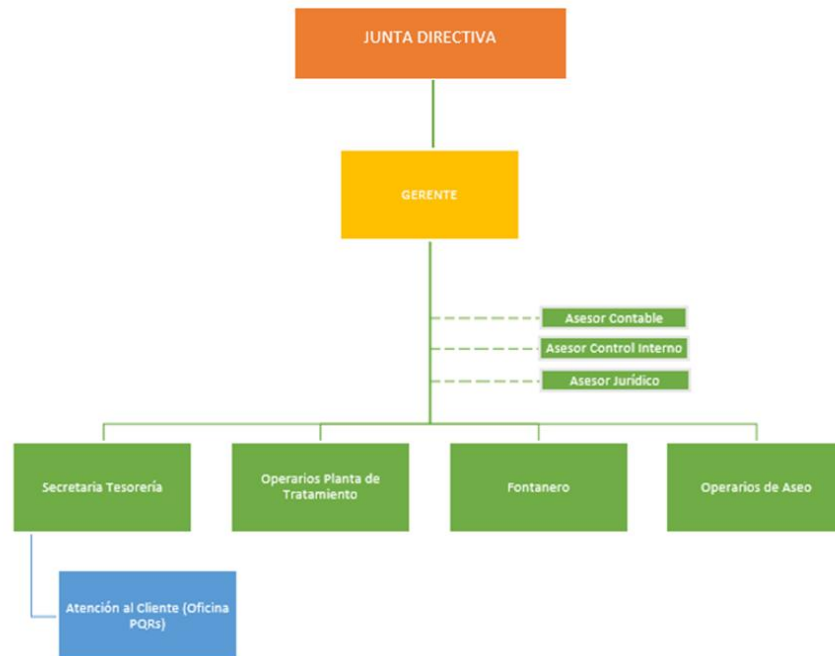 JUNTA DIRECTIVA
GERENTE
Asesor Contable
Asesor Control Interno
Asesor Jurídico
Secretaria Tesorería
Operarios Planta de
Tratamiento
Fontanero
Operarios de Aseo
Atención al Cliente (Oficina
PQRs)